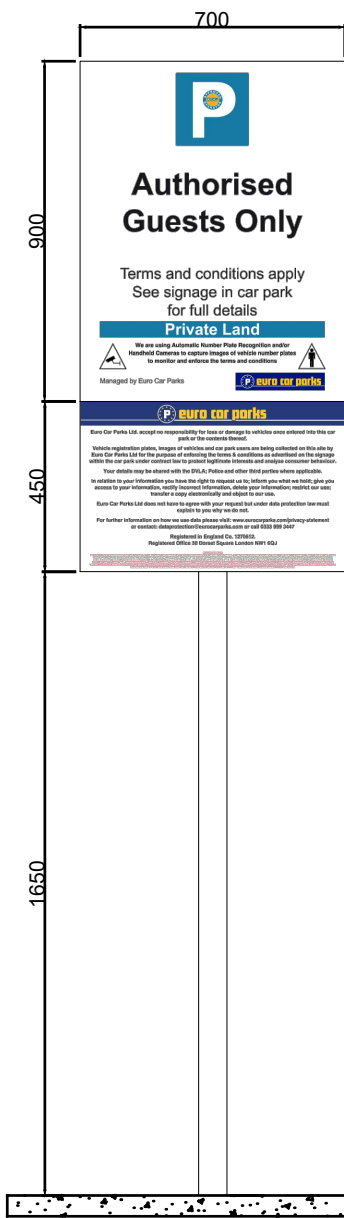 700
900
P
Authorised
Guests Only
Terms and conditions apply
See signage in car park
for full details
Private Land
We are using Automatic Number Plate Recognition and/or
Handheld Cameras to capture images of vehicle number plates
to monitor and enforce the terms and conditions
Managed by Euro Car Parks
P euro car parks
450
P euro car parks
Euro Car Parks Ltd. accept no responsibility for loss or damage to vehicles once entered into this car
park or the contents thereof.
Vehicle registration plates, images of vehicles and car park users are being collected on this site by
Euro Car Parks Ltd for the purpose of enforcing the terms & conditions as advertised on the signage
within the car park under contract law to protect legitimate interests and analyse consumer behaviour.
Your details may be shared with the DVLA; Police and other third parties where applicable.
In relation to your information you have the right to request us to; inform you what we hold; give you
access to your information, rectify incorrect information, delete your information; restrict our use;
transfer a copy electronically and object to our use.
Euro Car Parks Ltd does not have to agree with your request but under data protection law must
explain to you why we do not.
For further information on how we use data please visit: www.eurocarparks.com/privacy-statement
or contact: dataprotection@eurocarparks.com or call 0333 999 3447
Registered in England Co. 1270612.
Registered Office 30 Dorset Square London NW1 6QJ
1650